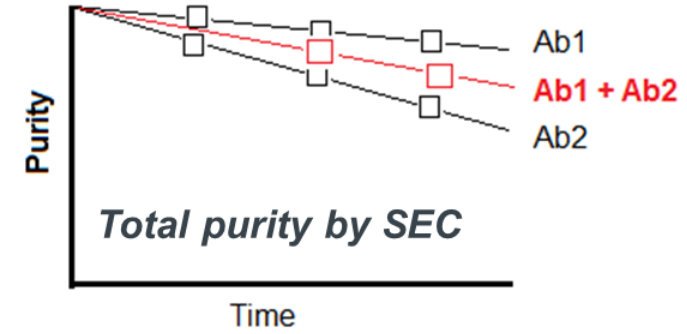 Ab1
Ab1 + Ab2
Ab2
Purity
Total purity by SEC
Time